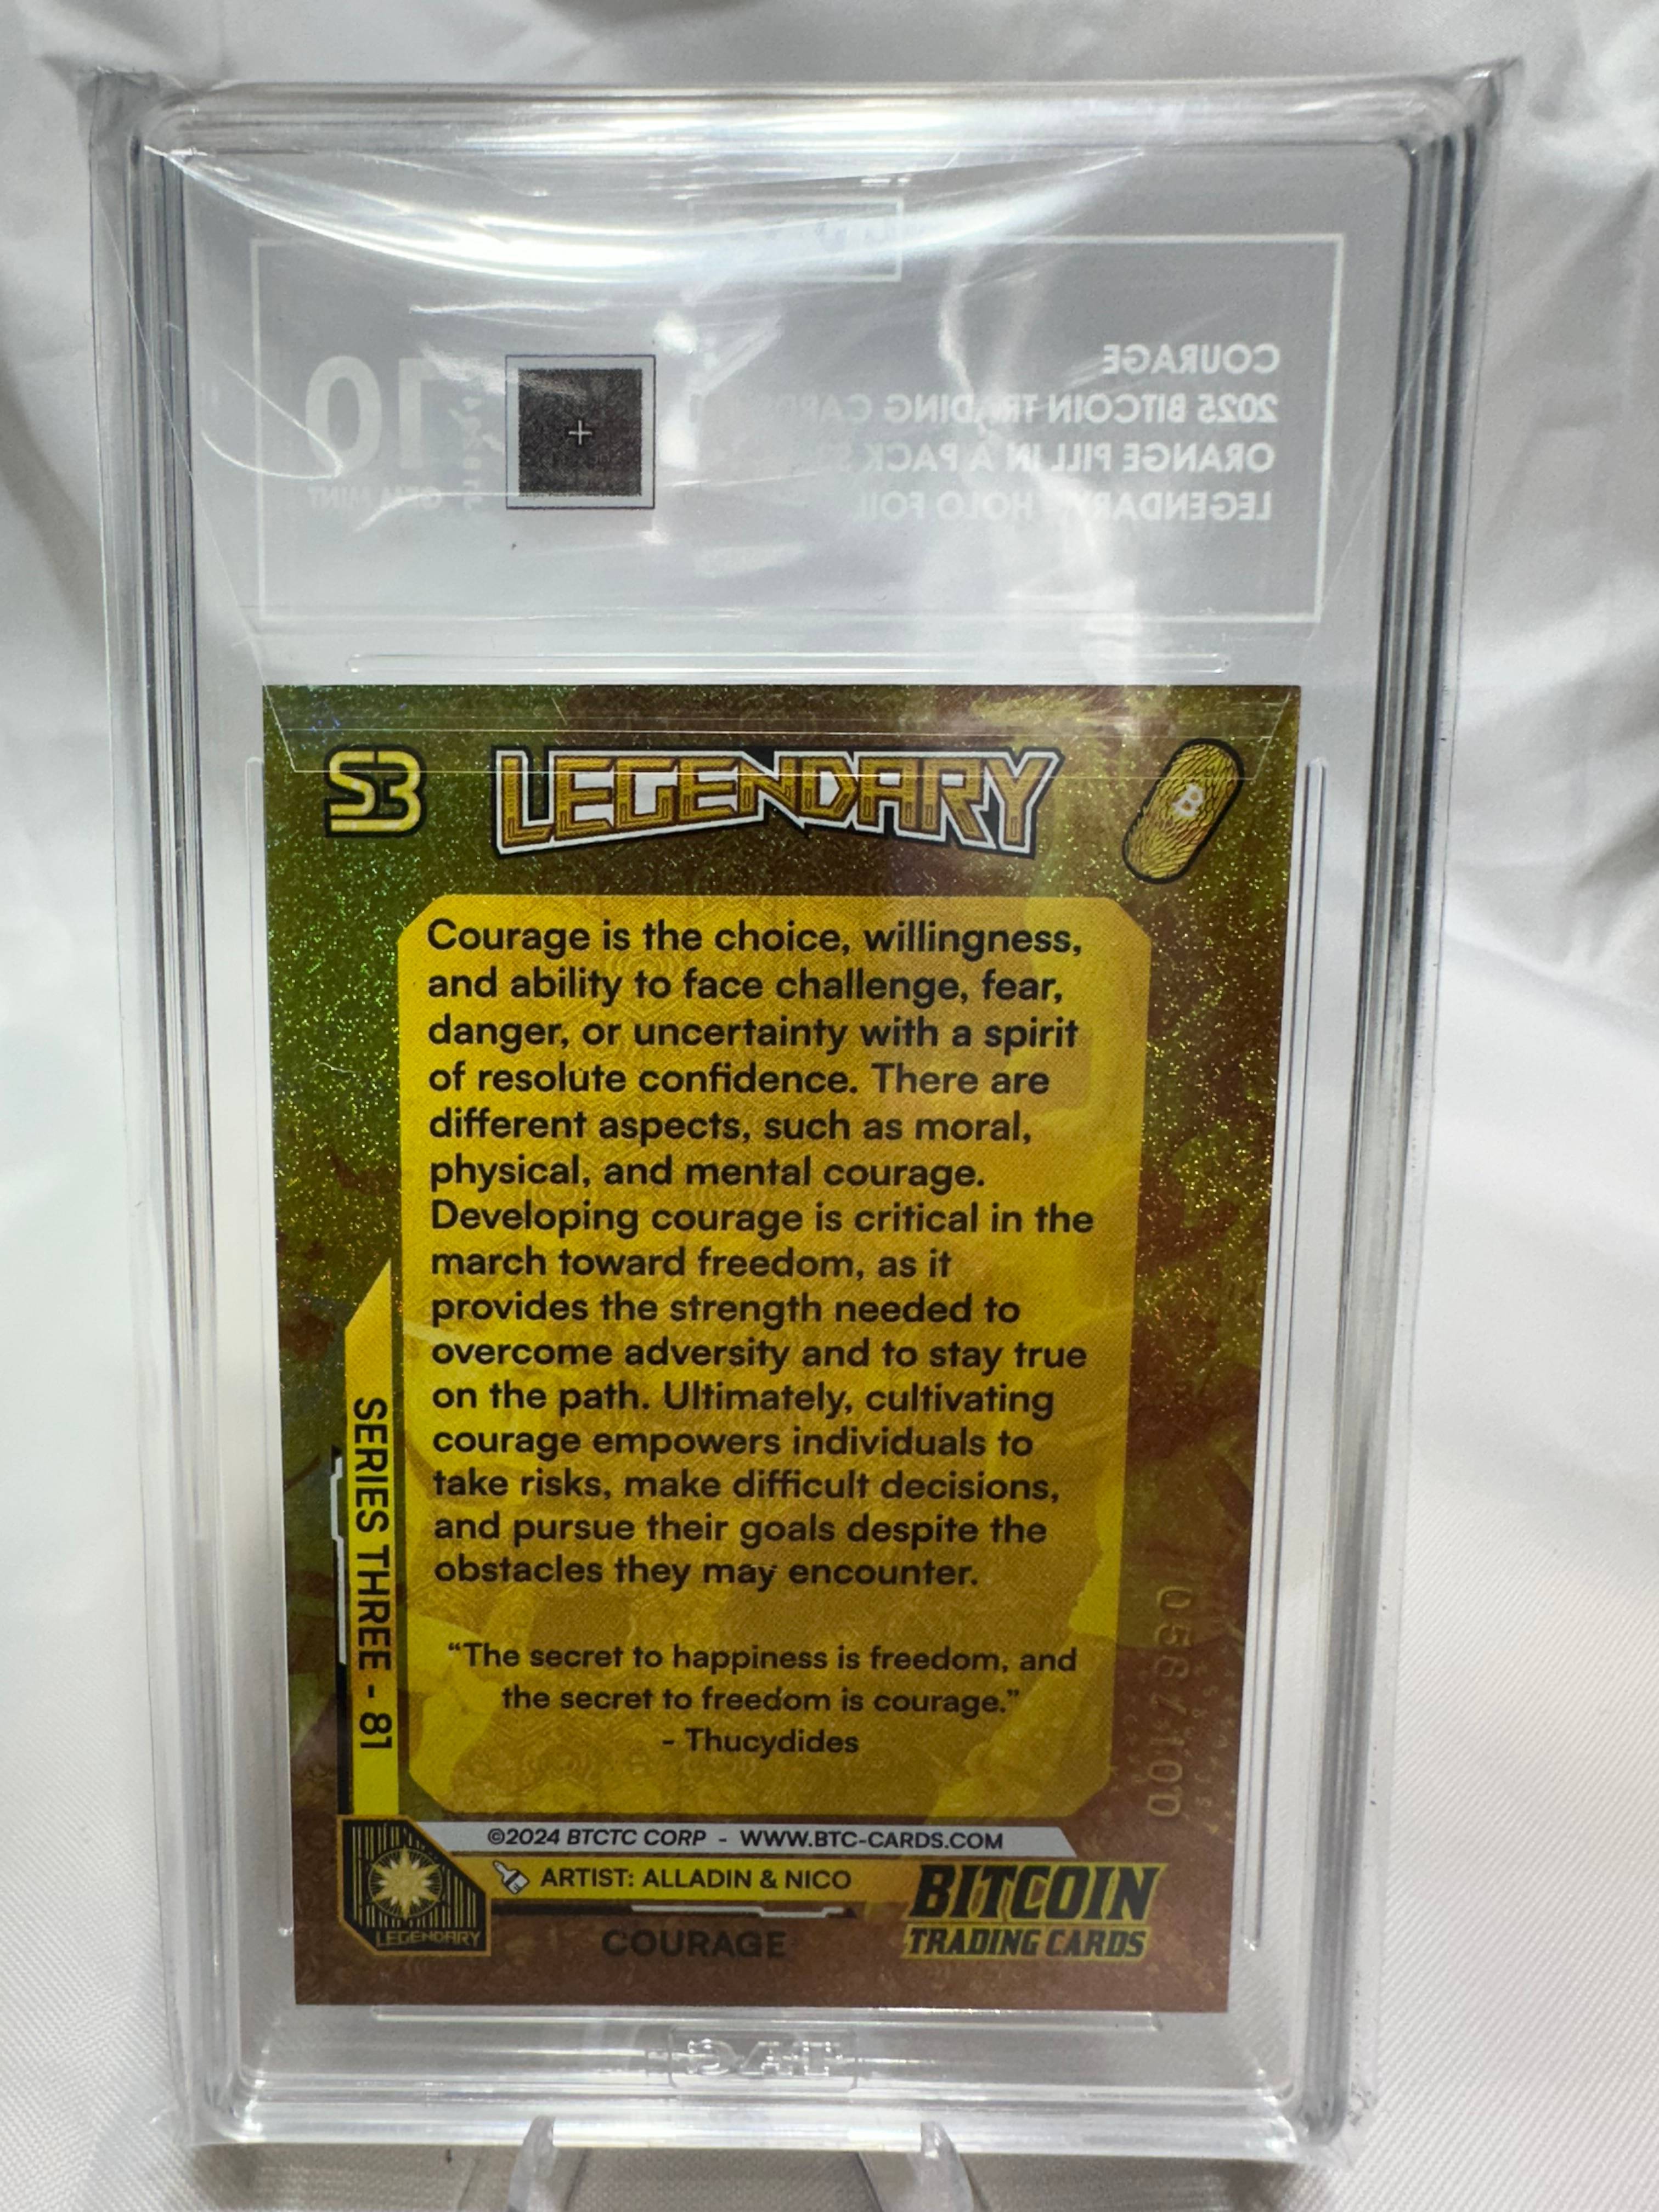 COURAGE
2025 BITCOIN TRADING CARDS
ORANGE PILL IN A PACK
LEGENDARY HOLO FOIL
10
GEM MINT
S3
LEGENDARY
B
Courage is the choice, willingness,
and ability to face challenge, fear,
danger, or uncertainty with a spirit
of resolute confidence. There are
different aspects, such as moral,
physical, and mental courage.
Developing courage is critical in the
march toward freedom, as it
provides the strength needed to
overcome adversity and to stay true
on the path. Ultimately, cultivating
courage empowers individuals to
take risks, make difficult decisions,
and pursue their goals despite the
obstacles they may encounter.
“The secret to happiness is freedom, and
the secret to freedom is courage.”
- Thucydides
SERIES THREE - 81
056/100
©2024 BTCTC CORP - WWW.BTC-CARDS.COM
ARTIST: ALLADIN & NICO
LEGENDARY
COURAGE
BITCOIN
TRADING CARDS
TAG